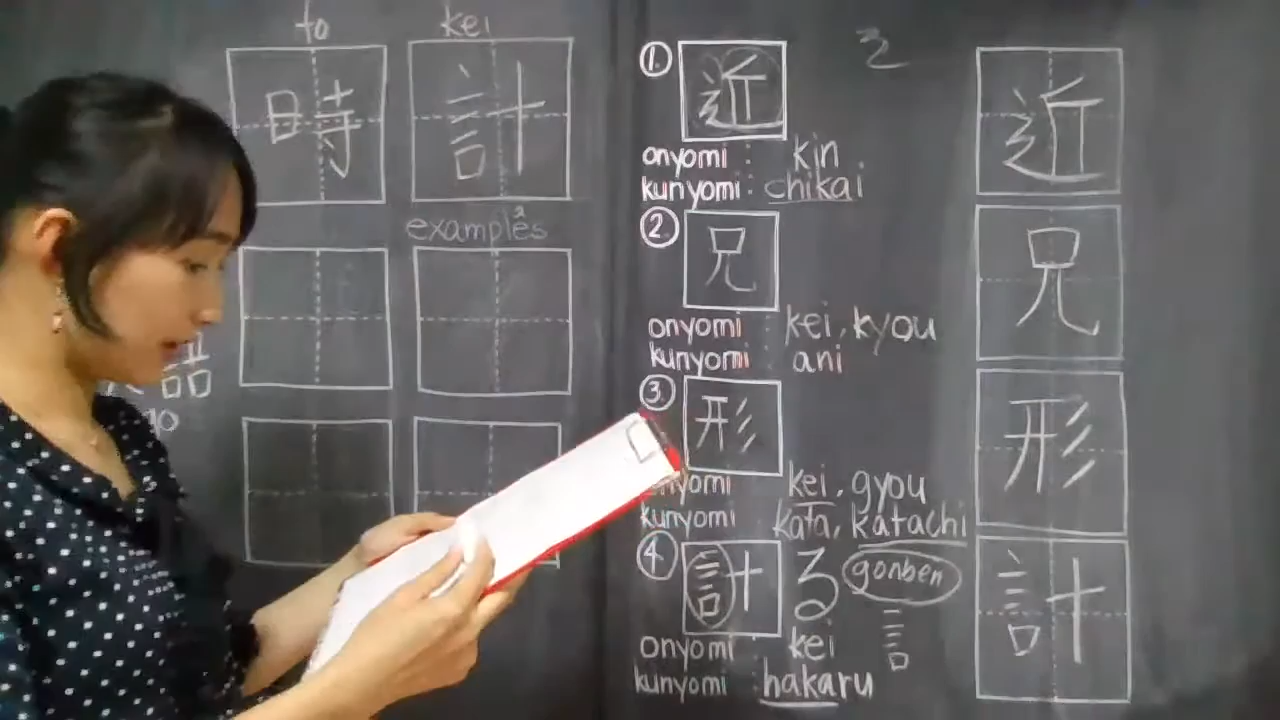 to kei
時 計
examples
語
10
① 近
onyomi : kin
kunyomi : chikai
② 兄
onyomi : kei, kyou
kunyomi : ani
③ 形
onyomi kei, gyou
kunyomi kata, katachi
④ 計 る gonben
言
onyomi : kei
kunyomi : hakaru
近
兄
形
計